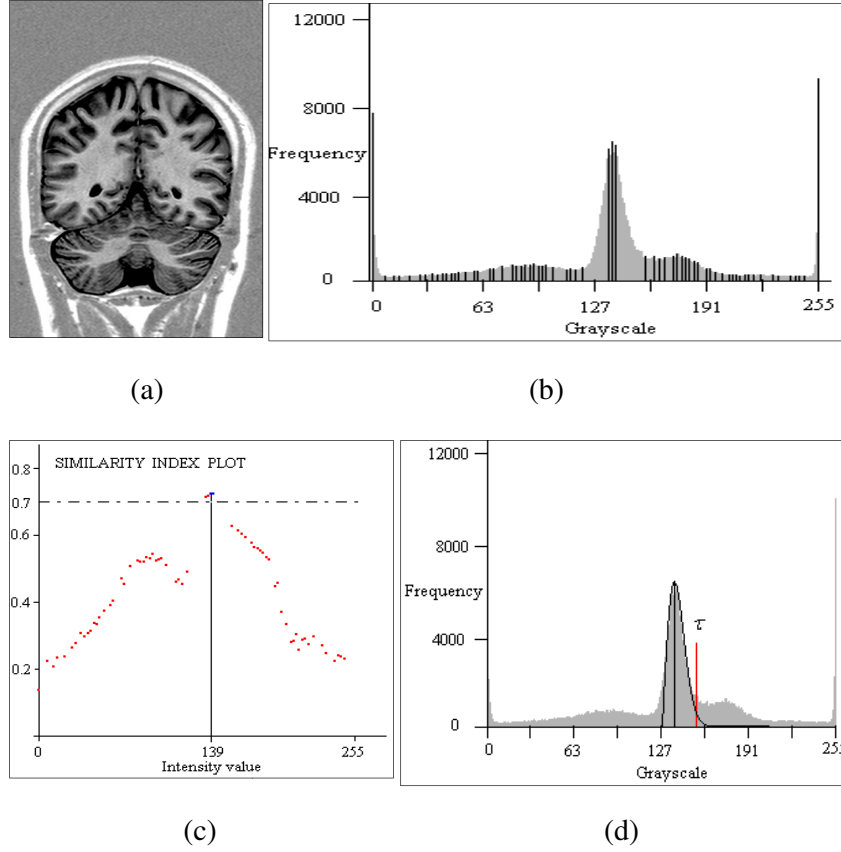 12000
8000
Frequency
4000
0
0 63 127 191 255
Grayscale
(a) (b)
SIMILARITY INDEX PLOT
0.8
0.7
0.6
0.4
0.2
0 139 255
Intensity value
12000
8000
Frequency
τ
4000
0
0 63 127 191 25
Grayscale
(c) (d)